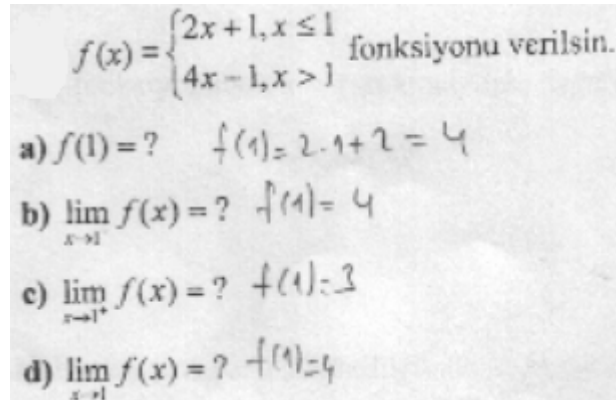 f(x) = {2x+1, x ≤ 1
4x-1, x > 1 fonksiyonu verilsin.
a) f(1) = ? f(1) = 2·1+2 = 4
b) lim x→1⁻ f(x) = ? f(1) = 4
c) lim x→1⁺ f(x) = ? f(1) = 3
d) lim x→1 f(x) = ? f(1) = 4